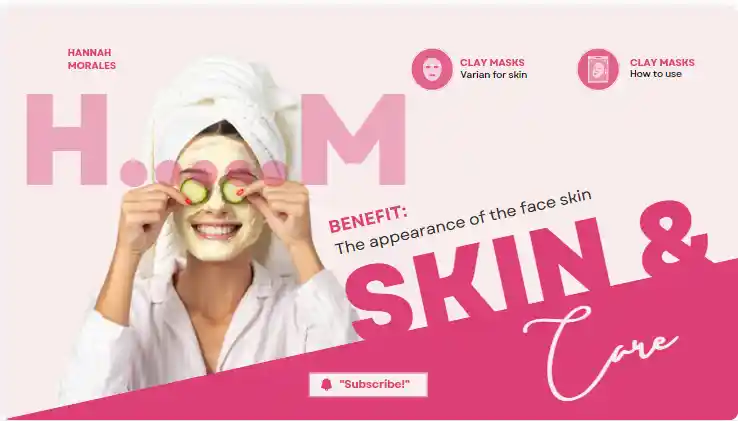 HANNAH
MORALES
CLAY MASKS
Varian for skin
CLAY MASKS
How to use
H.....M
BENEFIT:
The appearance of the face skin
SKIN &
Care
"Subscribe!"